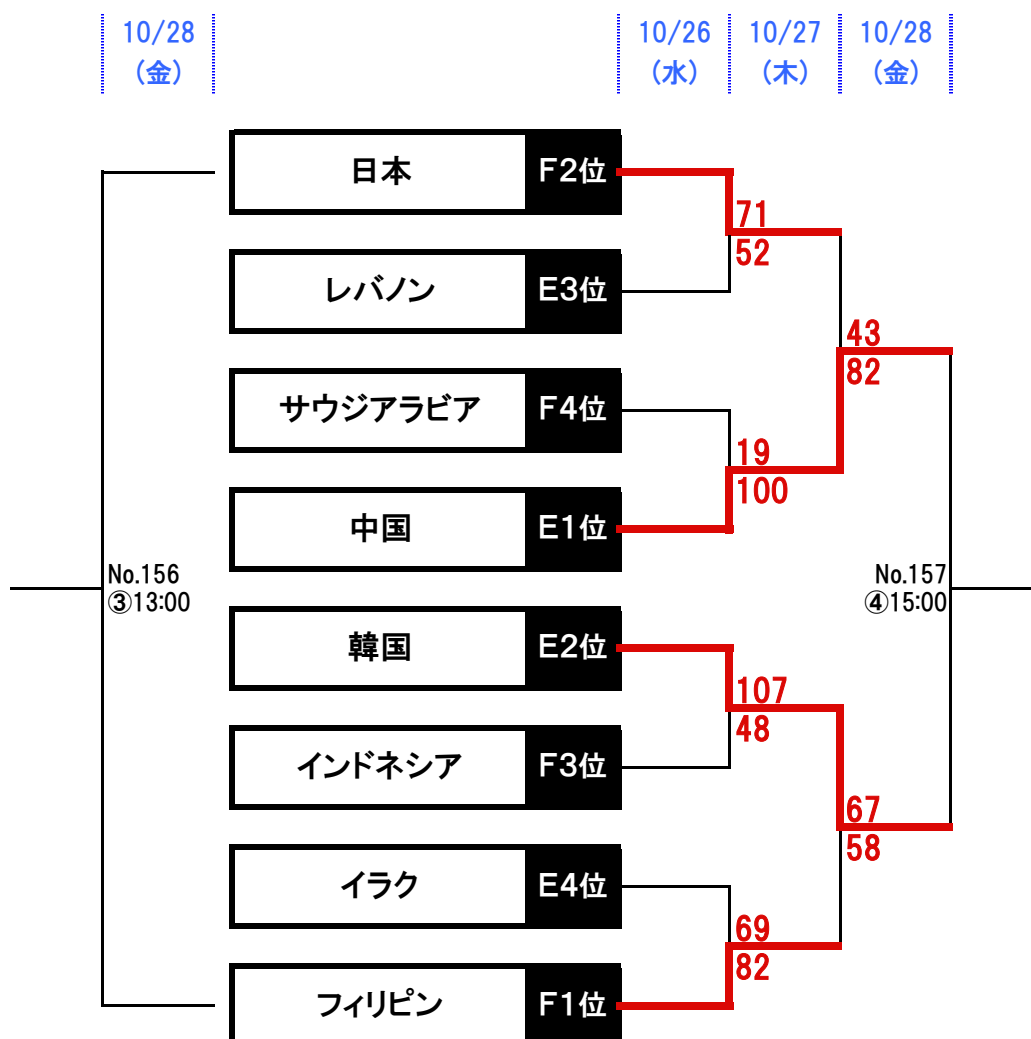 10/28
(金)
10/26
(水)
10/27
(木)
10/28
(金)
日本 F2位
71
52
レバノン E3位
43
82
サウジアラビア F4位
19
100
中国 E1位
No.156
③13:00
No.157
④15:00
韓国 E2位
107
48
インドネシア F3位
67
58
イラク E4位
69
82
フィリピン F1位